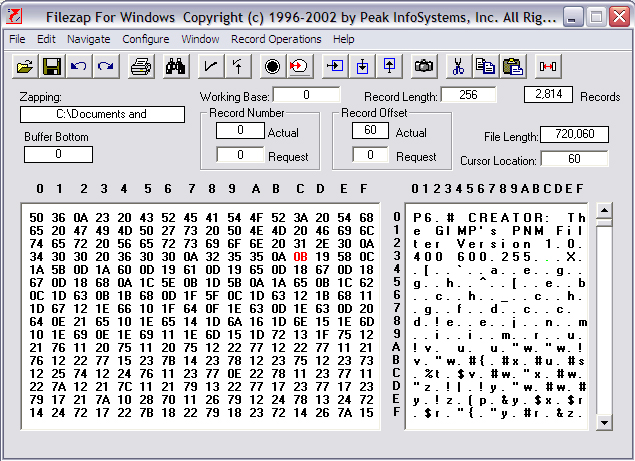 Filezap For Windows Copyright (c) 1996-2002 by Peak InfoSystems, Inc. All Rig...
File Edit Navigate Configure Window Record Operations Help
Zapping: Working Base: 0 Record Length: 256 2,814 Records
C:\Documents and Record Number Record Offset
0 Actual 60 Actual File Length: 720,060
Buffer Bottom
0 0 Request 0 Request Cursor Location: 60
0 1 2 3 4 5 6 7 8 9 A B C D E F 0 1 2 3 4 5 6 7 8 9 A B C D E F
50 36 0A 23 20 43 52 45 41 54 4F 52 3A 20 54 68 0 P6.# CREATOR: Th
65 20 47 49 4D 50 27 73 20 50 4E 4D 20 46 69 6C 1 e GIMP's PNM Fil
74 65 72 20 56 65 72 73 69 6F 6E 20 31 2E 30 0A 2 ter Version 1.0.
34 30 30 20 36 30 30 0A 32 35 35 0A 0B 19 58 0C 3 400 600.255...X.
1A 5B 0D 1A 60 0D 19 61 0D 19 65 0D 18 67 0D 18 4 .[..`..a..e..g..
67 0D 18 68 0A 1C 5E 0B 1D 5B 0A 1A 65 0B 1C 62 5 g..h..^..[..e..b
0C 1D 63 0B 1B 68 0D 1F 5F 0C 1D 63 12 1B 68 11 6 ..c..h.._..c..h.
1D 67 12 1E 66 10 1F 64 0F 1E 63 0D 1E 63 0D 20 7 .g..f..d..c..c.
64 0E 21 65 10 1E 65 14 1D 6A 16 1D 6E 15 1E 6D 8 d.!e..e..j..n..m
10 1E 69 0E 1E 69 11 1E 6D 15 1D 72 13 1F 75 12 9 ..i..i..m..r..u.
21 76 11 20 75 11 20 75 12 22 77 12 22 77 11 21 A !v. u. u."w."w.!
76 12 22 77 15 23 7B 14 23 78 12 23 75 12 23 73 B v."w.#{.#x.#u.#s
12 25 74 12 24 76 11 23 77 0E 22 78 11 23 77 12 C .%t.$v.#w."x.#w.
22 7A 12 21 7C 11 21 79 13 22 77 17 23 77 17 23 D "z.!|.!y."w.#w.#
79 17 21 7A 10 28 70 11 26 79 12 24 78 13 24 72 E y.!z.(p.&y.$x.$r
14 24 72 17 22 7B 18 22 79 18 23 72 14 26 7A 15 F .$r."{."y.#r.&z.